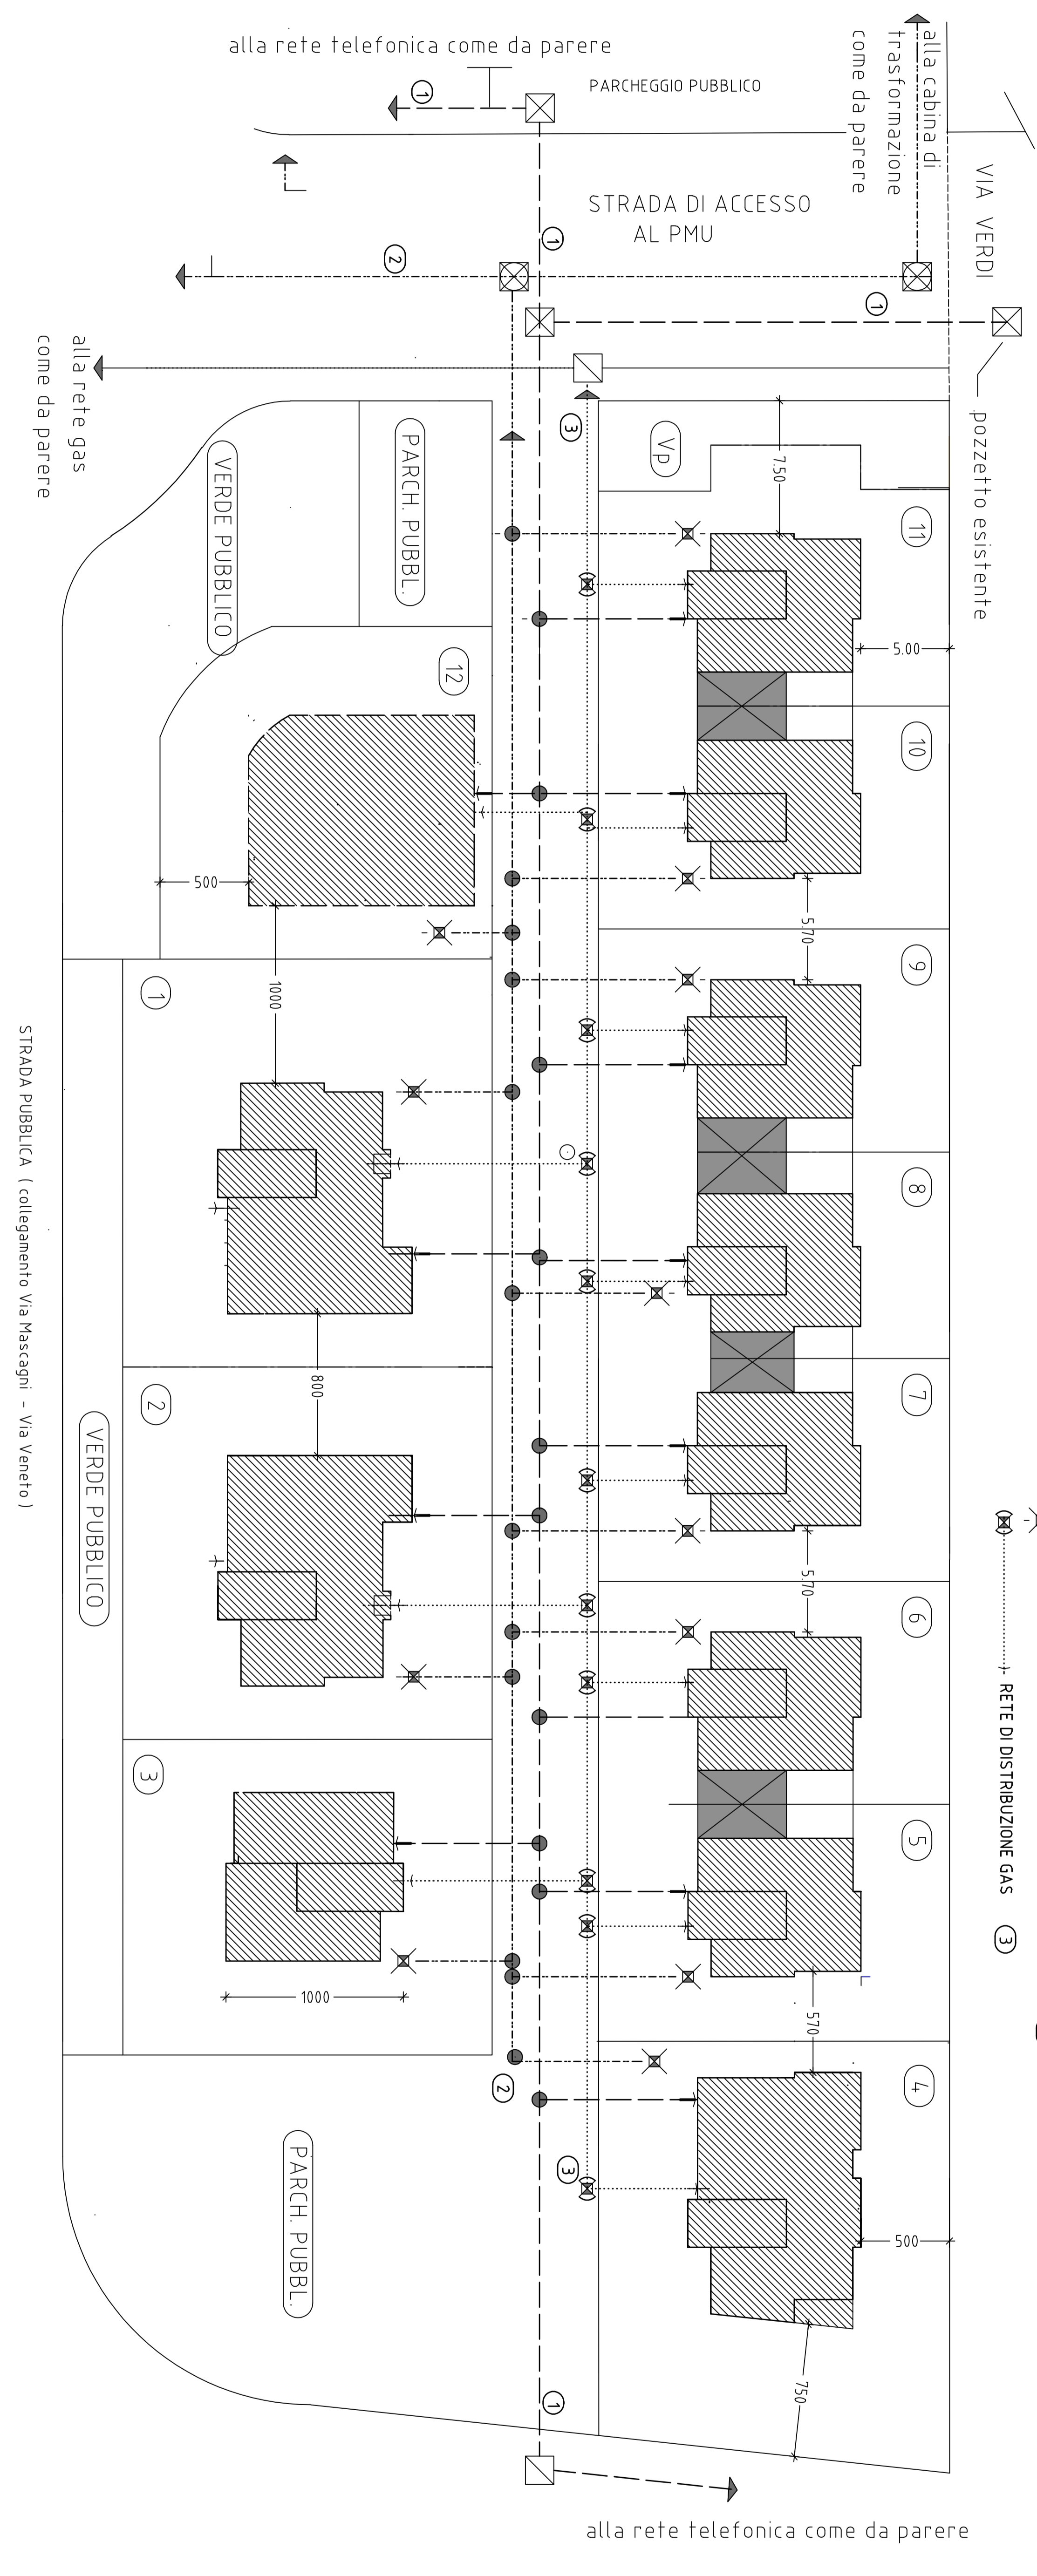 alla rete telefonica come da parere
PARCHEGGIO PUBBLICO
alla cabina di
trasformazione
come da parere
VIA VERDI
STRADA DI ACCESSO
AL PMU
1
1
2
1
pozzetto esistente
alla rete gas
come da parere
3
Vp
7.50
PARCH. PUBBL.
VERDE PUBBLICO
11
5.00
12
10
500
5.70
9
1
1000
8
STRADA PUBBLICA ( collegamento Via Mascagni - Via Veneto )
800
7
2
VERDE PUBBLICO
5.70
6
RETE DI DISTRIBUZIONE GAS 3
3
5
1000
570
4
2
3
PARCH. PUBBL.
500
750
1
alla rete telefonica come da parere